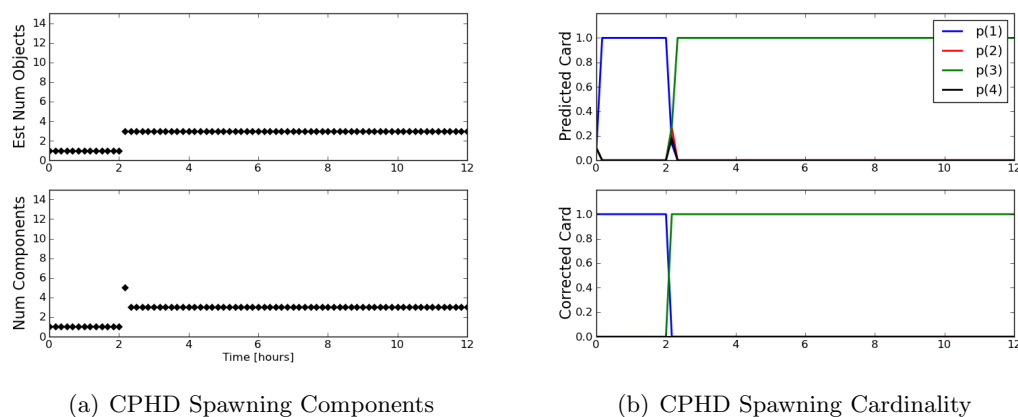 Est Num Objects
14
12
10
8
6
4
2
0
0 2 4 6 8 10 12
Num Components
14
12
10
8
6
4
2
0
0 2 4 6 8 10 12
Time [hours]
(a) CPHD Spawning Components
Predicted Card
1.0
0.8
0.6
0.4
0.2
0.0
0 2 4 6 8 10 12
p(1)
p(2)
p(3)
p(4)
Corrected Card
1.0
0.8
0.6
0.4
0.2
0.0
0 2 4 6 8 10 12
(b) CPHD Spawning Cardinality